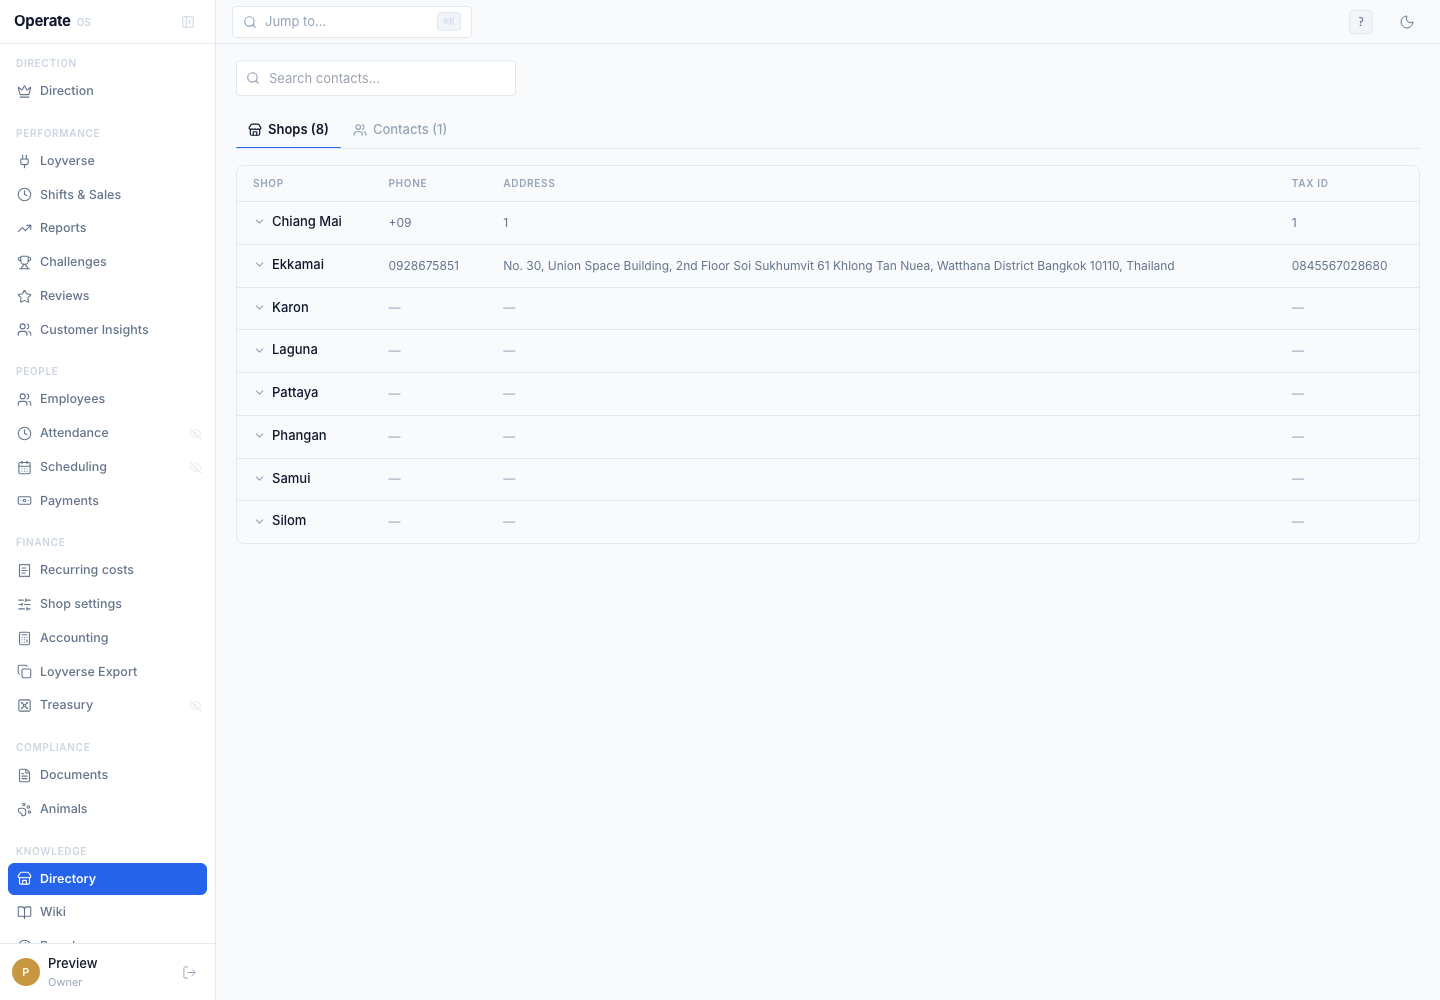 Operate OS
Jump to...
⌘K
?
DIRECTION
Direction
PERFORMANCE
Loyverse
Shifts & Sales
Reports
Challenges
Reviews
Customer Insights
PEOPLE
Employees
Attendance
Scheduling
Payments
FINANCE
Recurring costs
Shop settings
Accounting
Loyverse Export
Treasury
COMPLIANCE
Documents
Animals
KNOWLEDGE
Directory
Wiki
P
Preview
Owner
Search contacts...
Shops (8) Contacts (1)
SHOP PHONE ADDRESS TAX ID
Chiang Mai +09 1 1
Ekkamai 0928675851 No. 30, Union Space Building, 2nd Floor Soi Sukhumvit 61 Khlong Tan Nuea, Watthana District Bangkok 10110, Thailand 0845567028680
Karon — — —
Laguna — — —
Pattaya — — —
Phangan — — —
Samui — — —
Silom — — —